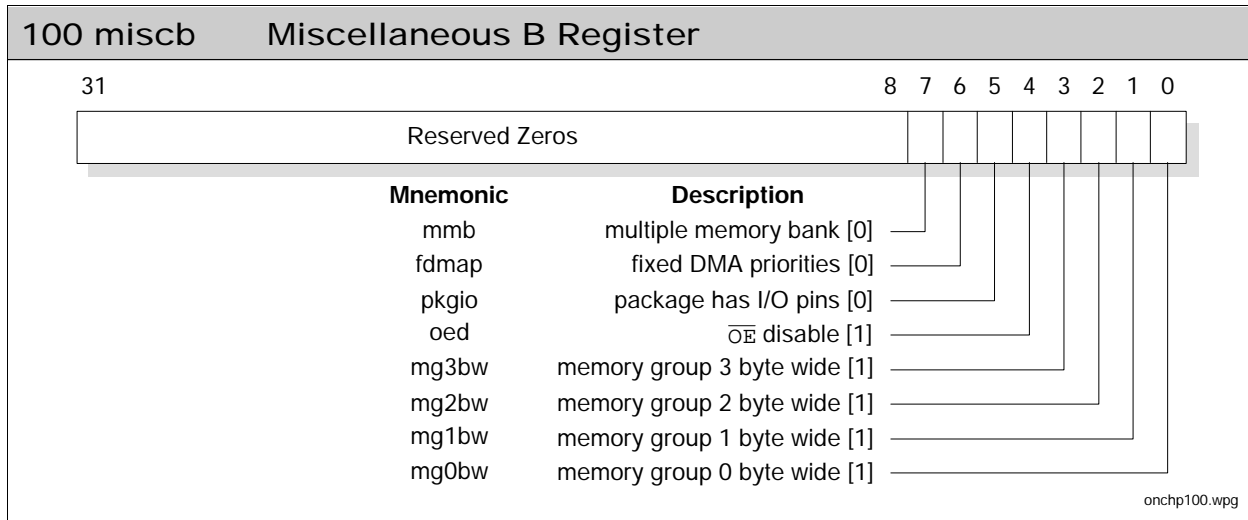 100 miscb Miscellaneous B Register
31 8 7 6 5 4 3 2 1 0
Reserved Zeros
Mnemonic Description
mmb multiple memory bank [0]
fdmap fixed DMA priorities [0]
pkgio package has I/O pins [0]
oed O̅E̅ disable [1]
mg3bw memory group 3 byte wide [1]
mg2bw memory group 2 byte wide [1]
mg1bw memory group 1 byte wide [1]
mg0bw memory group 0 byte wide [1]
onchp100.wpg